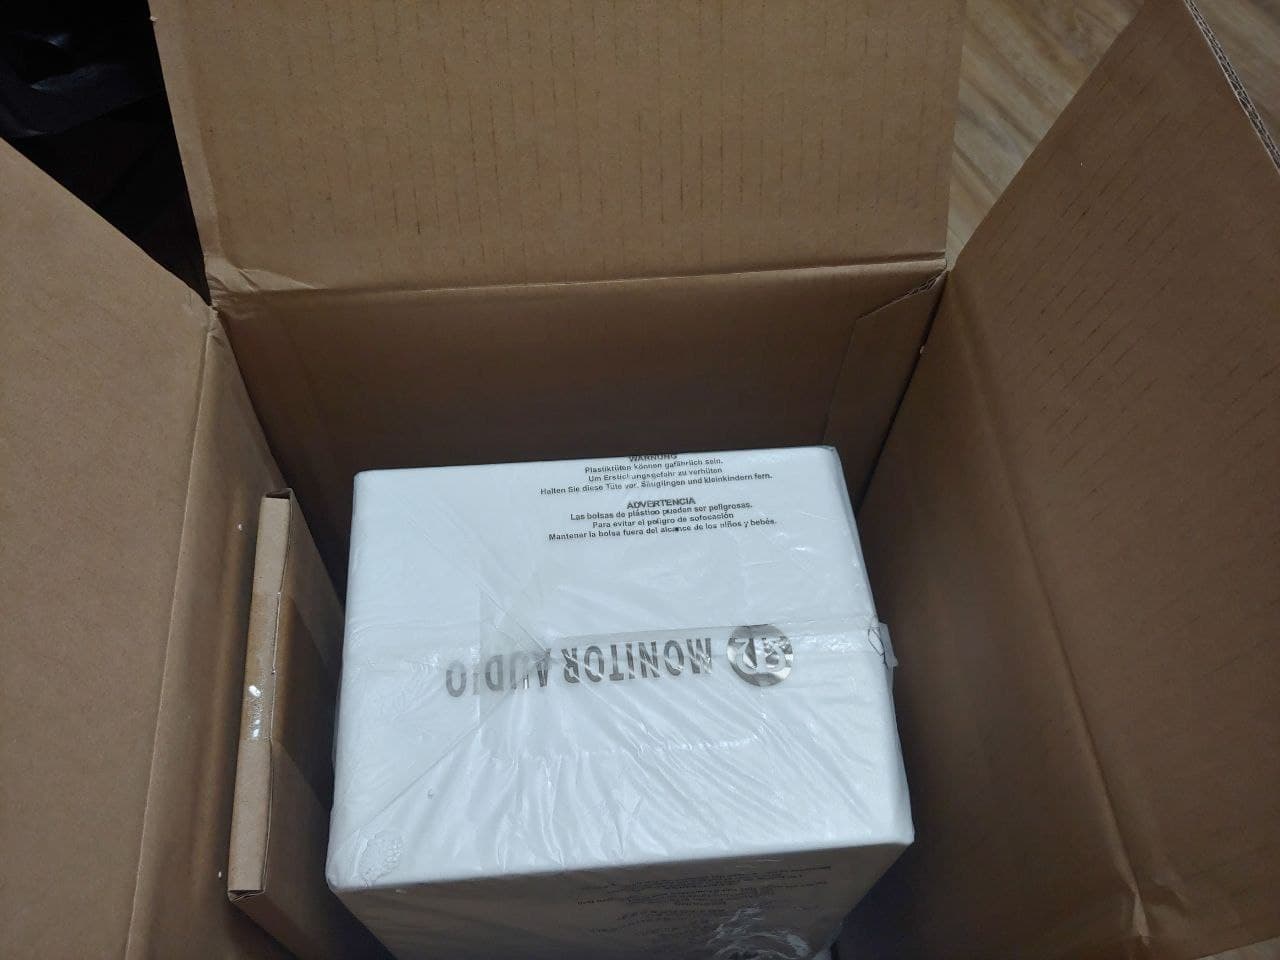 WARNUNG
Plastiktüten können gefährlich sein.
Um Erstickungsgefahr zu verhüten
Halten Sie diese Tüte vor, Säuglingen und kleinkindern fern.
ADVERTENCIA
Las bolsas de plástico pueden ser peligrosas.
Para evitar el peligro de sofocación
Mantener la bolsa fuera del alcance de los niños y bebés.
MONITOR AUDIO